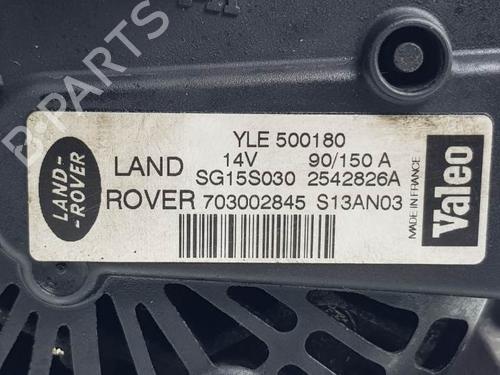 B-PARTS
LAND-
-ROVER
LAND
ROVER
YLE 500180
14V 90/150 A
SG15S030 2542826A
703002845 S13AN03
MADE IN FRANCE
Valeo